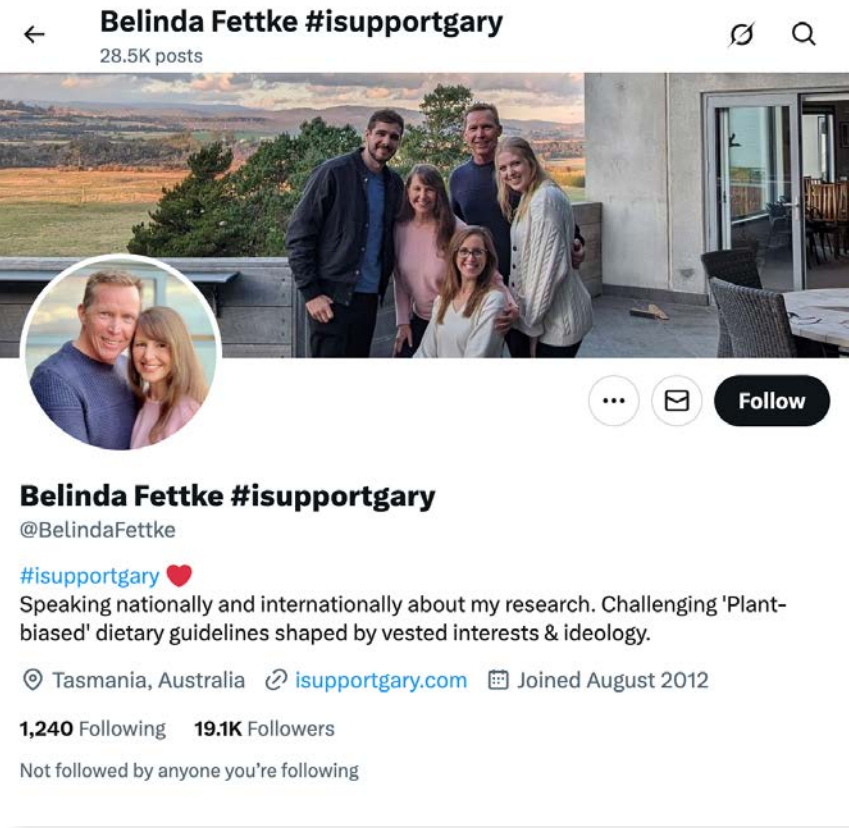 Belinda Fettke #isupportgary
28.5K posts
Follow
Belinda Fettke #isupportgary
@BelindaFettke
#isupportgary ❤️
Speaking nationally and internationally about my research. Challenging 'Plant-
biased' dietary guidelines shaped by vested interests & ideology.
Tasmania, Australia isupportgary.com Joined August 2012
1,240 Following 19.1K Followers
Not followed by anyone you're following